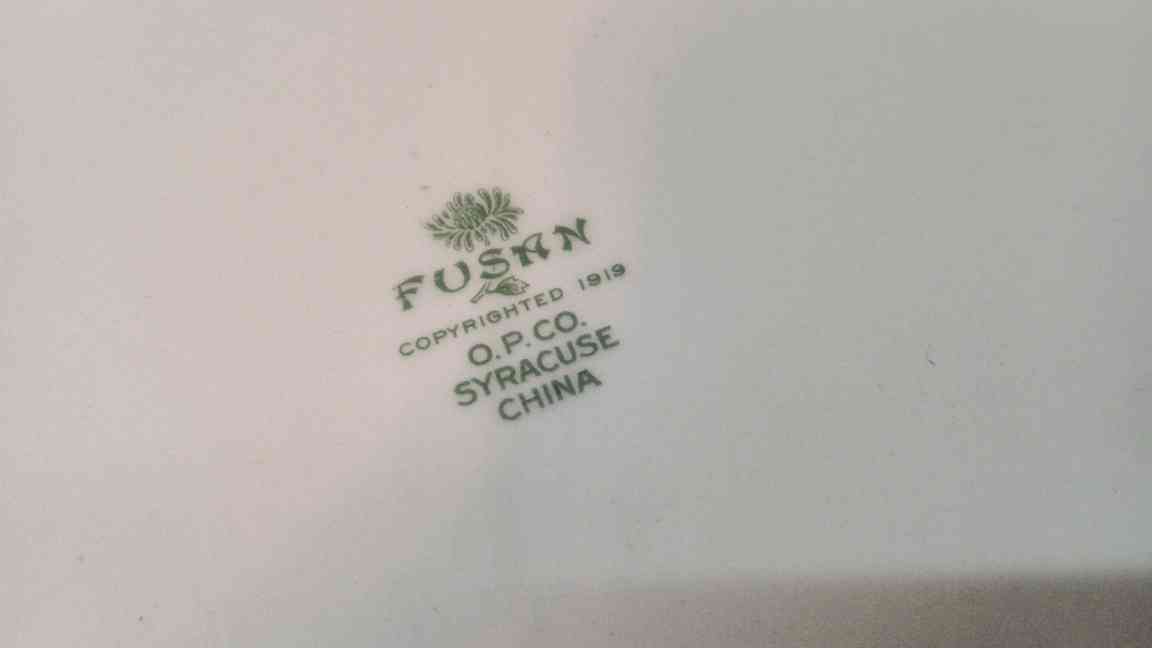 FUSAN
COPYRIGHTED 1919
O.P.CO.
SYRACUSE
CHINA